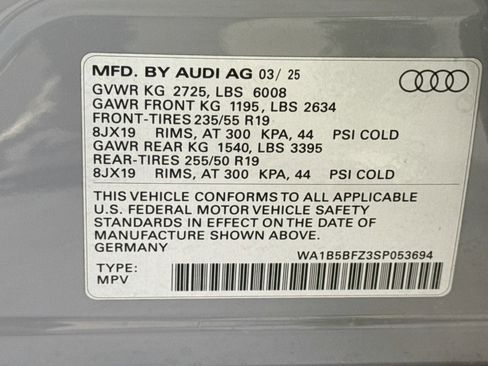 MFD. BY AUDI AG 03/25
GVWR KG 2725, LBS 6008
GAWR FRONT KG 1195, LBS 2634
FRONT-TIRES 235/55 R19
8JX19 RIMS, AT 300 KPA, 44 PSI COLD
GAWR REAR KG 1540, LBS 3395
REAR-TIRES 255/50 R19
8JX19 RIMS, AT 300 KPA, 44 PSI COLD
THIS VEHICLE CONFORMS TO ALL APPLICABLE
U.S. FEDERAL MOTOR VEHICLE SAFETY
STANDARDS IN EFFECT ON THE DATE OF
MANUFACTURE SHOWN ABOVE.
GERMANY WA1B5BFZ3SP053694
TYPE:
MPV